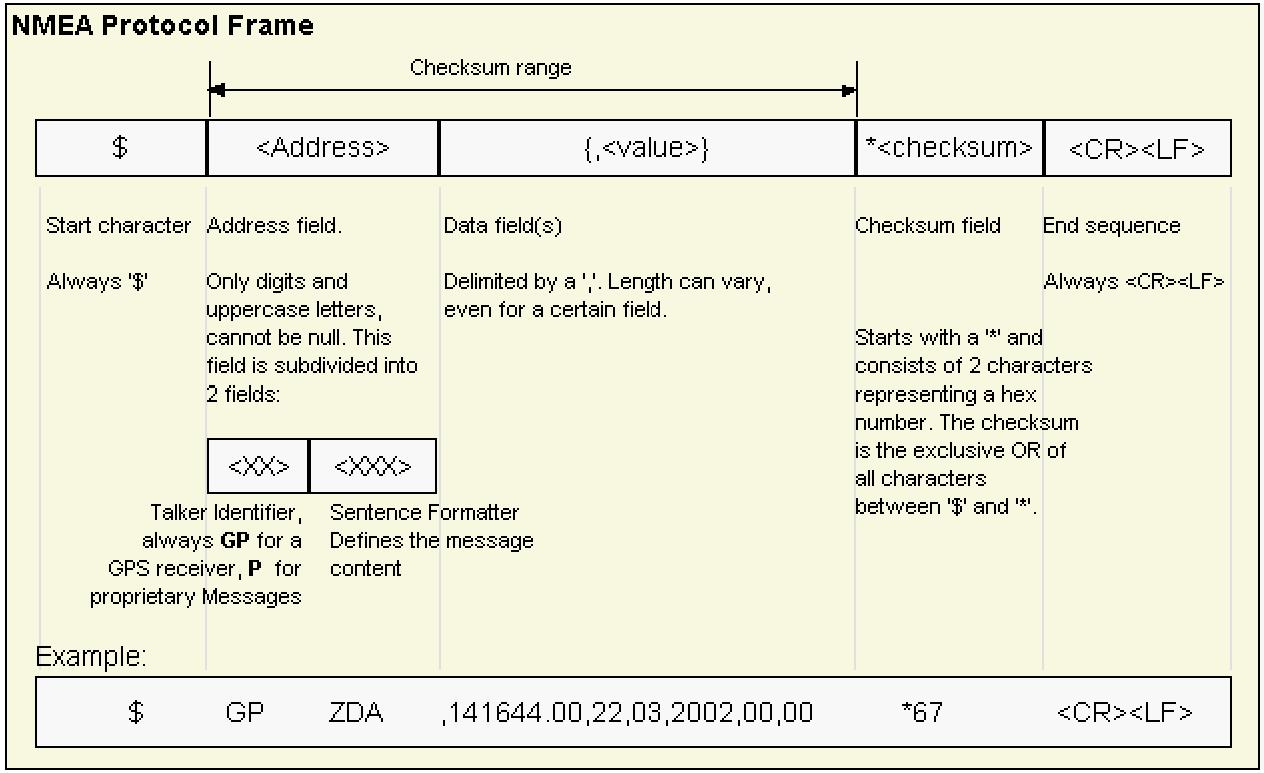 NMEA Protocol Frame
Checksum range
$ <Address> {,<value>} *<checksum> <CR><LF>
Start character
Always '$'
Address field.
Only digits and
uppercase letters,
cannot be null. This
field is subdivided into
2 fields:
<XX> <XXX>
Talker Identifier,
always GP for a
GPS receiver, P for
proprietary Messages
Sentence Formatter
Defines the message
content
Data field(s)
Delimited by a ','. Length can vary,
even for a certain field.
Checksum field
Starts with a '*' and
consists of 2 characters
representing a hex
number. The checksum
is the exclusive OR of
all characters
between '$' and '*'.
End sequence
Always <CR><LF>
Example:
$ GP ZDA ,141644.00,22,03,2002,00,00 *67 <CR><LF>